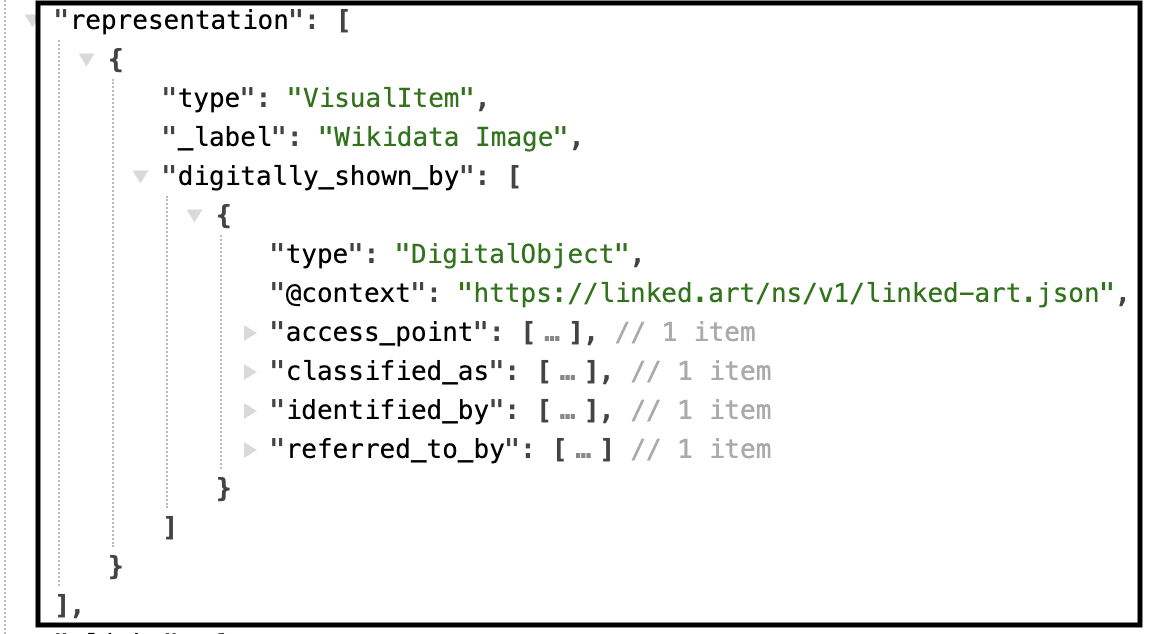 "representation": [
{
"type": "VisualItem",
"_label": "Wikidata Image",
"digitally_shown_by": [
{
"type": "DigitalObject",
"@context": "https://linked.art/ns/v1/linked-art.json",
"access_point": [ … ], // 1 item
"classified_as": [ … ], // 1 item
"identified_by": [ … ], // 1 item
"referred_to_by": [ … ] // 1 item
}
]
}
],